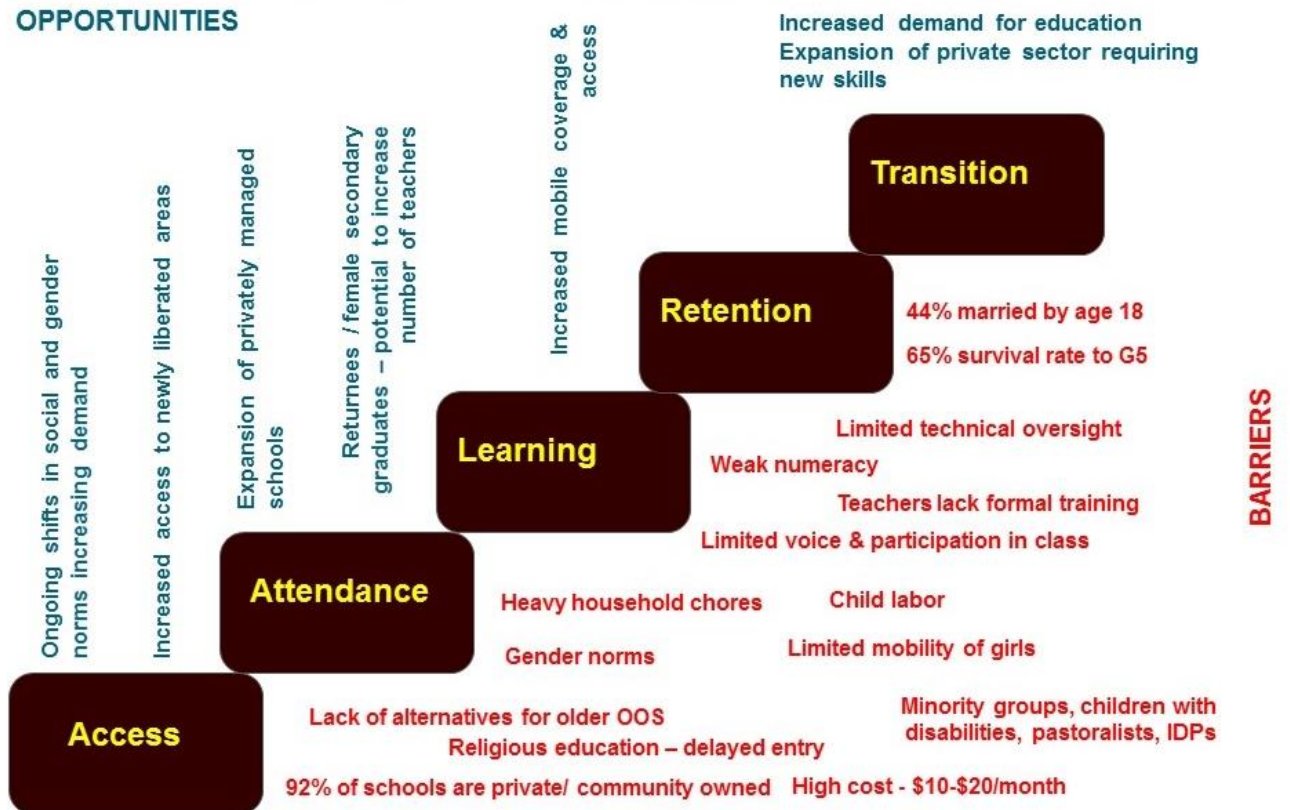 OPPORTUNITIES
Ongoing shifts in social and gender
norms increasing demand
Increased access to newly liberated areas
Expansion of privately managed
schools
Returnees / female secondary
graduates – potential to increase
number of teachers
Increased mobile coverage &
access
Increased demand for education
Expansion of private sector requiring
new skills
Transition
Retention
44% married by age 18
65% survival rate to G5
Learning
Limited technical oversight
Weak numeracy
Teachers lack formal training
Limited voice & participation in class
BARRIERS
Attendance
Heavy household chores
Child labor
Gender norms
Limited mobility of girls
Access
Lack of alternatives for older OOS
Religious education – delayed entry
Minority groups, children with
disabilities, pastoralists, IDPs
92% of schools are private/ community owned
High cost - $10-$20/month